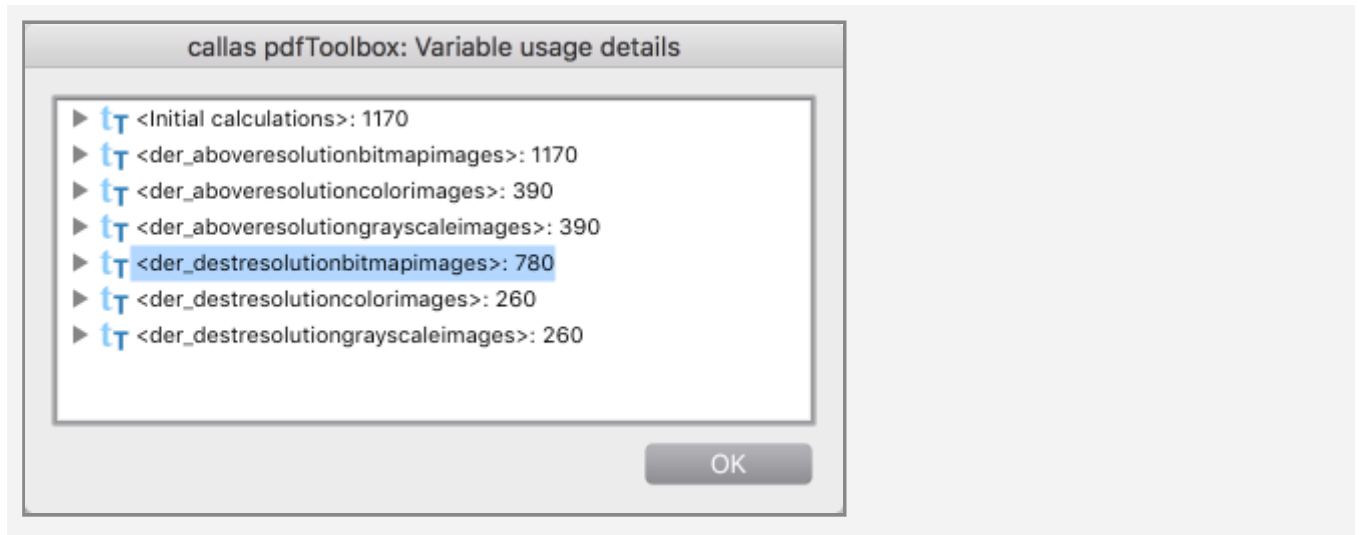 callas pdfToolbox: Variable usage details
<Initial calculations>: 1170
<der_aboveresolutionbitmapimages>: 1170
<der_aboveresolutioncolorimages>: 390
<der_aboveresolutiongrayscaleimages>: 390
<der_destresolutionbitmapimages>: 780
<der_destresolutioncolorimages>: 260
<der_destresolutiongrayscaleimages>: 260
OK